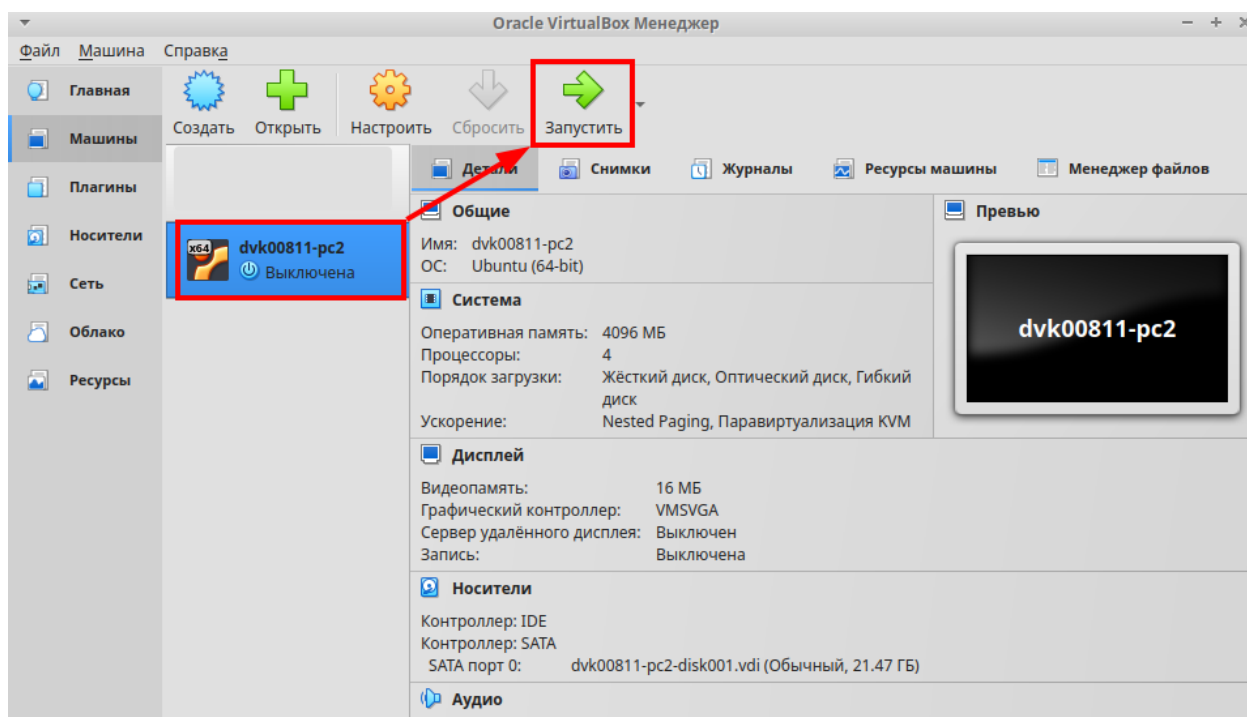 Oracle VirtualBox Менеджер
Файл Машина Справка
Главная
Машины
Плагины
Носители
Сеть
Облако
Ресурсы
Создать Открыть Настроить Сбросить Запустить
x64
dvk00811-pc2
Выключена
Детали Снимки Журналы Ресурсы машины Менеджер файлов
Общие
Имя: dvk00811-pc2
ОС: Ubuntu (64-bit)
Превью
dvk00811-pc2
Система
Оперативная память: 4096 МБ
Процессоры: 4
Порядок загрузки: Жёсткий диск, Оптический диск, Гибкий
диск
Ускорение: Nested Paging, Паравиртуализация KVM
Дисплей
Видеопамять: 16 МБ
Графический контроллер: VMSVGA
Сервер удалённого дисплея: Выключен
Запись: Выключена
Носители
Контроллер: IDE
Контроллер: SATA
SATA порт 0: dvk00811-pc2-disk001.vdi (Обычный, 21.47 ГБ)
Аудио